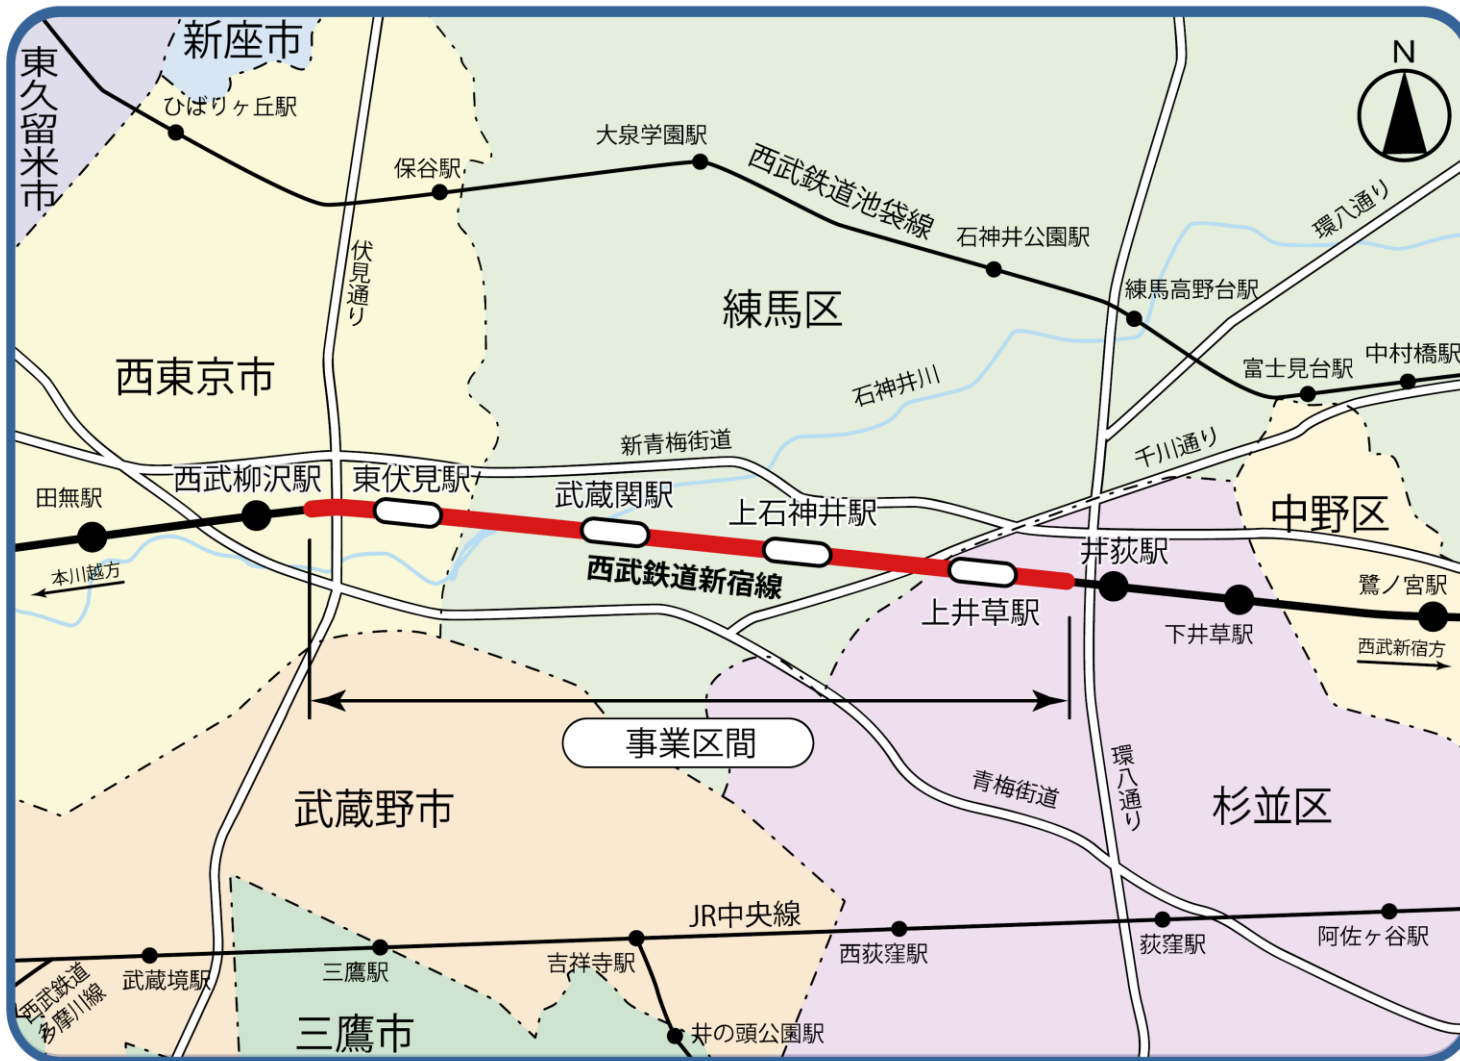 新座市
東久留米市
N
ひばりヶ丘駅
保谷駅
大泉学園駅
西武鉄道池袋線
石神井公園駅
環八通り
伏見通り
練馬高野台駅
練馬区
富士見台駅
中村橋駅
西東京市
石神井川
新青梅街道
千川通り
田無駅
西武柳沢駅
東伏見駅
武蔵関駅
上石神井駅
中野区
井荻駅
本川越方
西武鉄道新宿線
上井草駅
下井草駅
鷺ノ宮駅
西武新宿方
事業区間
青梅街道
環八通り
武蔵野市
杉並区
JR中央線
西武鉄道
多摩川線
武蔵境駅
三鷹駅
吉祥寺駅
西荻窪駅
荻窪駅
阿佐ヶ谷駅
三鷹市
井の頭公園駅